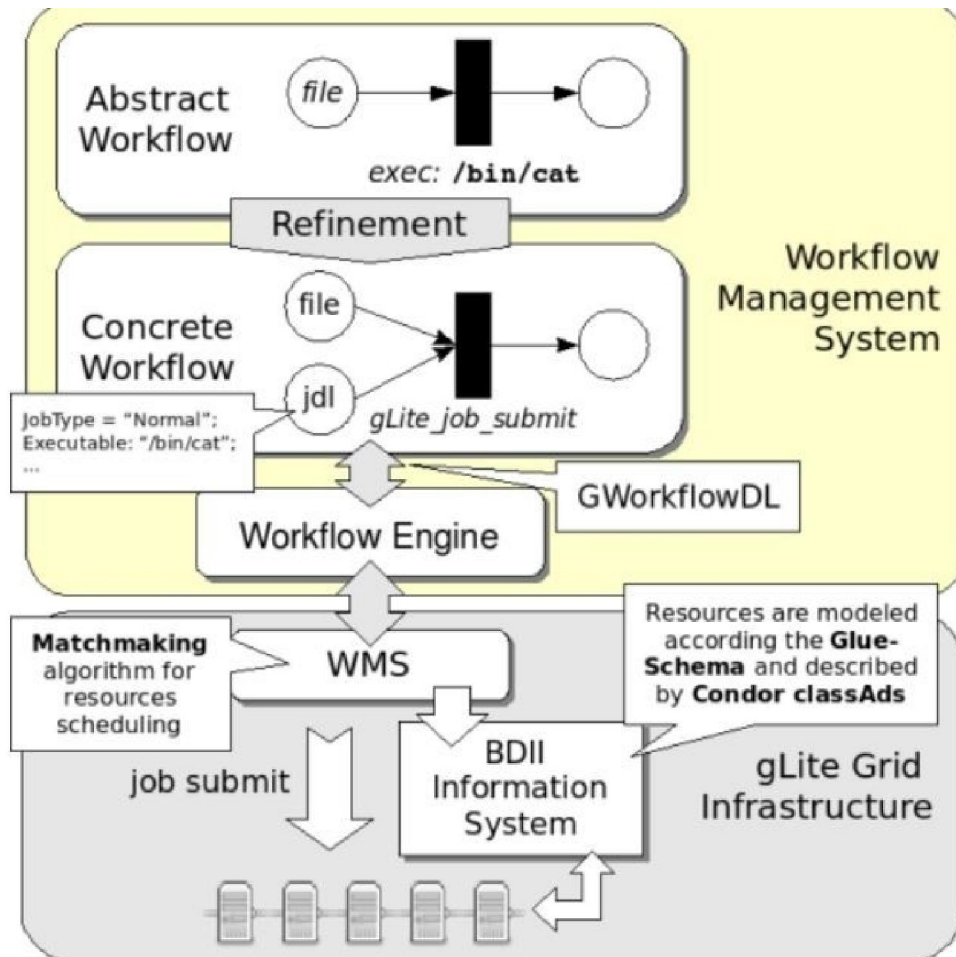 Abstract
Workflow
file
exec: /bin/cat
Refinement
Workflow
Management
System
Concrete
Workflow
file
jdl
gLite_job_submit
JobType = “Normal”;
Executable: “/bin/cat”;
...
GWorkflowDL
Workflow Engine
Matchmaking
algorithm for
resources
scheduling
WMS
Resources are modeled
according the Glue-
Schema and described
by Condor classAds
job submit
BDII
Information
System
gLite Grid
Infrastructure